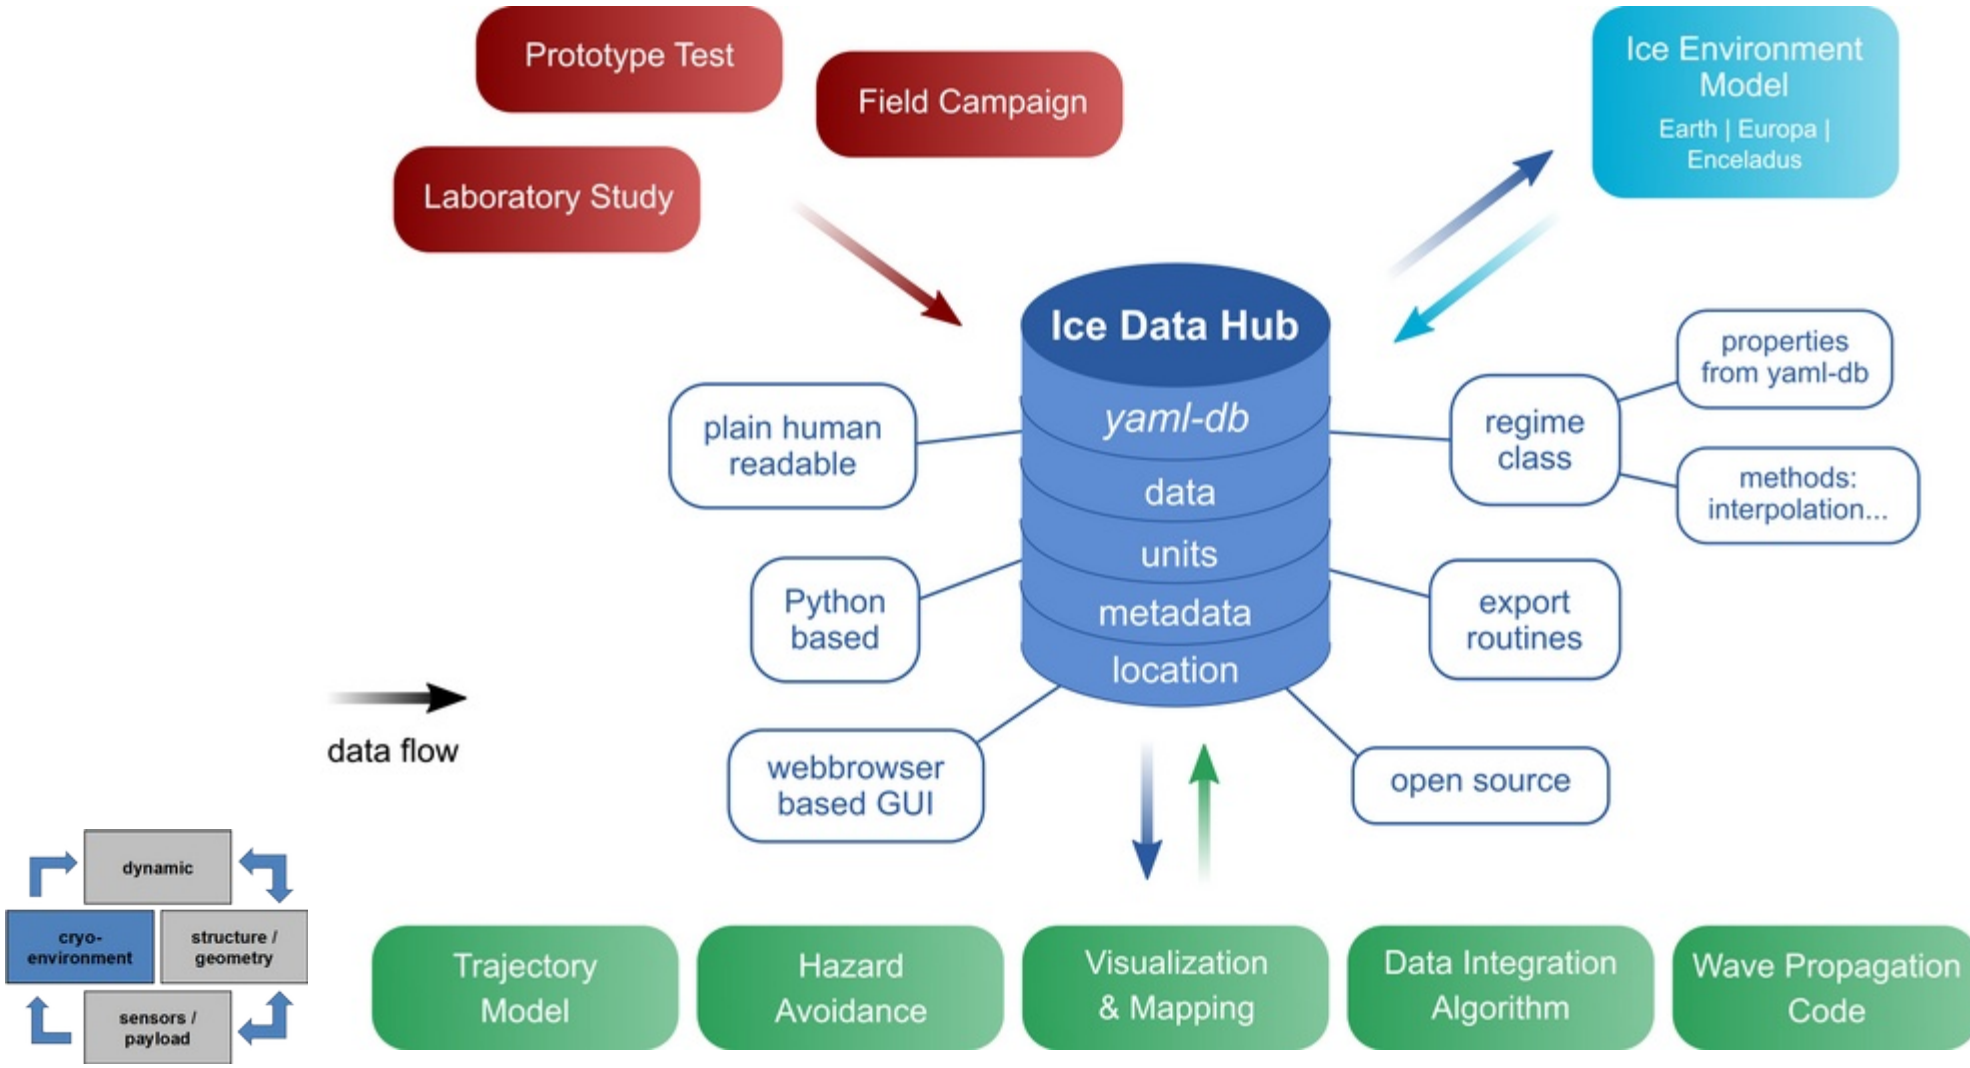 Prototype Test
Field Campaign
Laboratory Study
Ice Environment
Model
Earth | Europa |
Enceladus
Ice Data Hub
yaml-db
data
units
metadata
location
plain human
readable
Python
based
webbrowser
based GUI
regime
class
properties
from yaml-db
methods:
interpolation...
export
routines
open source
data flow
dynamic
cryo-
environment
structure /
geometry
sensors /
payload
Trajectory
Model
Hazard
Avoidance
Visualization
& Mapping
Data Integration
Algorithm
Wave Propagation
Code